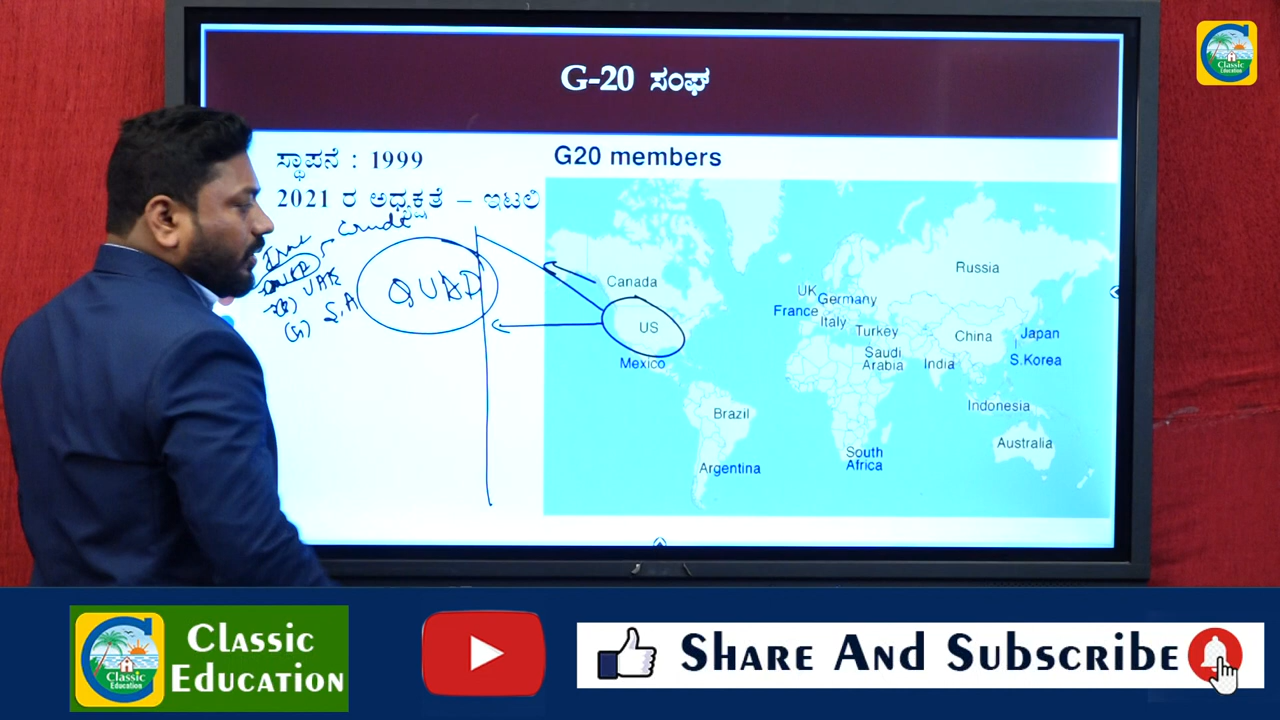 G-20 ಸಂಘ
Classic
Education
ಸ್ಥಾಪನೆ : 1999
2021 ರ ಅಧ್ಯಕ್ಷತೆ – ಇಟಲಿ
G20 members
Crude
UAE
S.A
QUAD
Canada
US
Mexico
Brazil
Argentina
Russia
UK
Germany
France
Italy
Turkey
Saudi
Arabia
India
China
Japan
S.Korea
Indonesia
Australia
South
Africa
Classic
Education
Classic
Education
Share And Subscribe